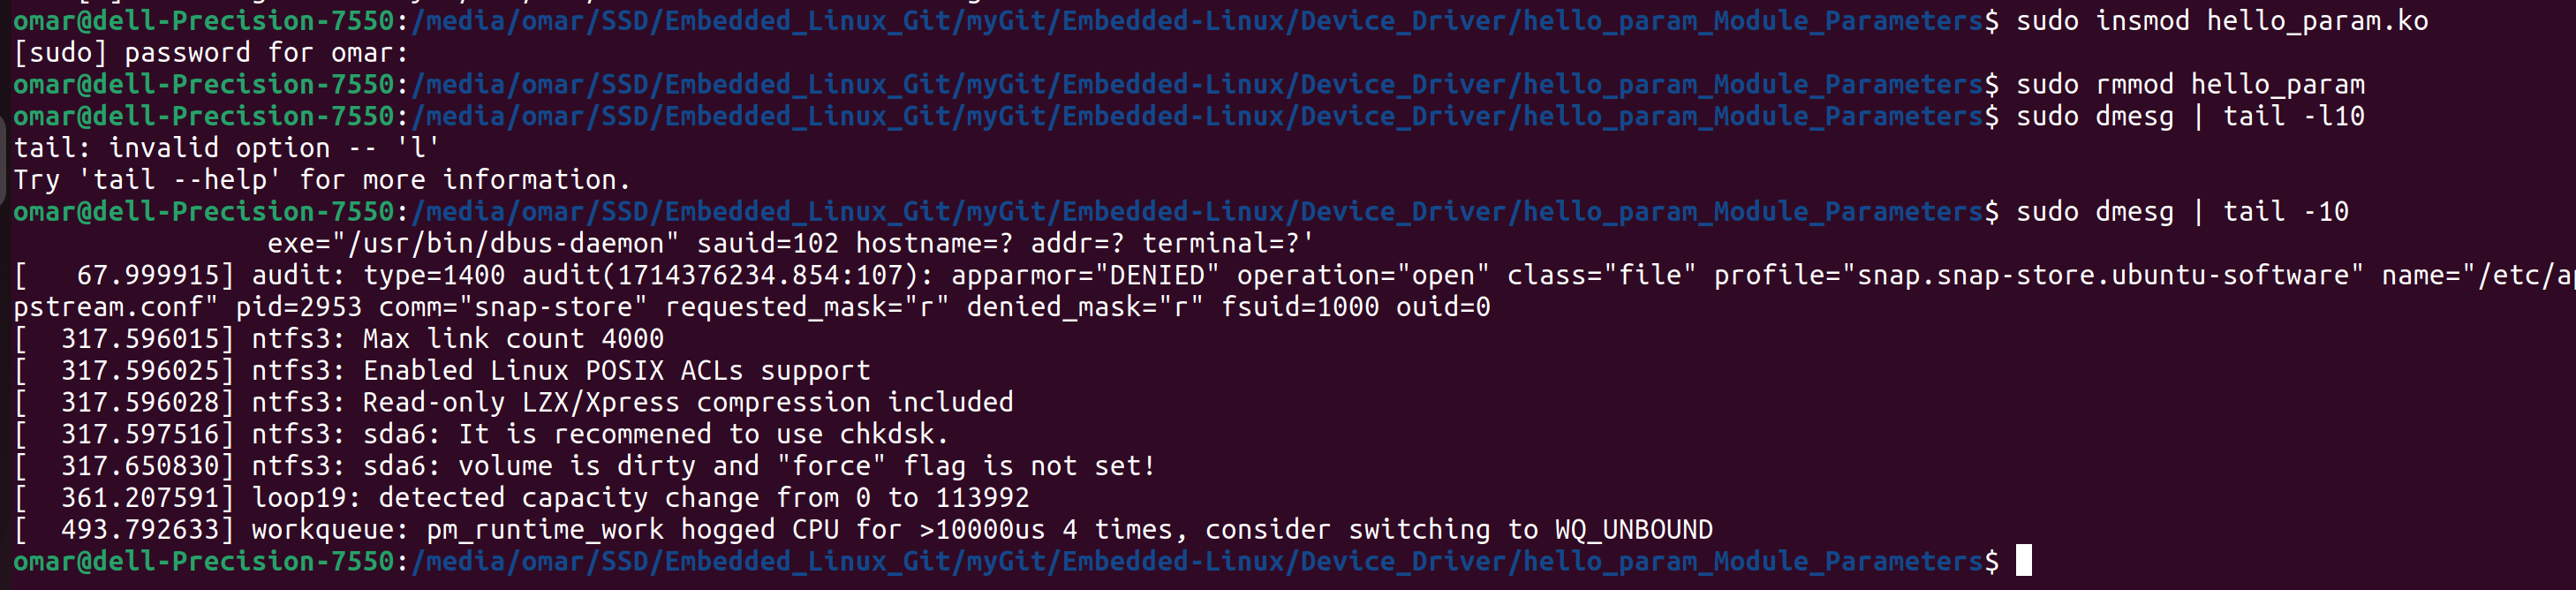 omar@dell-Precision-7550:/media/omar/SSD/Embedded_Linux_Git/myGit/Embedded-Linux/Device_Driver/hello_param_Module_Parameters$ sudo insmod hello_param.ko
[sudo] password for omar:
omar@dell-Precision-7550:/media/omar/SSD/Embedded_Linux_Git/myGit/Embedded-Linux/Device_Driver/hello_param_Module_Parameters$ sudo rmmod hello_param
omar@dell-Precision-7550:/media/omar/SSD/Embedded_Linux_Git/myGit/Embedded-Linux/Device_Driver/hello_param_Module_Parameters$ sudo dmesg | tail -l10
tail: invalid option -- 'l'
Try 'tail --help' for more information.
omar@dell-Precision-7550:/media/omar/SSD/Embedded_Linux_Git/myGit/Embedded-Linux/Device_Driver/hello_param_Module_Parameters$ sudo dmesg | tail -10
exe="/usr/bin/dbus-daemon" sauid=102 hostname=? addr=? terminal=?'
[   67.999915] audit: type=1400 audit(1714376234.854:107): apparmor="DENIED" operation="open" class="file" profile="snap.snap-store.ubuntu-software" name="/etc/ap
pstream.conf" pid=2953 comm="snap-store" requested_mask="r" denied_mask="r" fsuid=1000 ouid=0
[  317.596015] ntfs3: Max link count 4000
[  317.596025] ntfs3: Enabled Linux POSIX ACLs support
[  317.596028] ntfs3: Read-only LZX/Xpress compression included
[  317.597516] ntfs3: sda6: It is recommened to use chkdsk.
[  317.650830] ntfs3: sda6: volume is dirty and "force" flag is not set!
[  361.207591] loop19: detected capacity change from 0 to 113992
[  493.792633] workqueue: pm_runtime_work hogged CPU for >10000us 4 times, consider switching to WQ_UNBOUND
omar@dell-Precision-7550:/media/omar/SSD/Embedded_Linux_Git/myGit/Embedded-Linux/Device_Driver/hello_param_Module_Parameters$